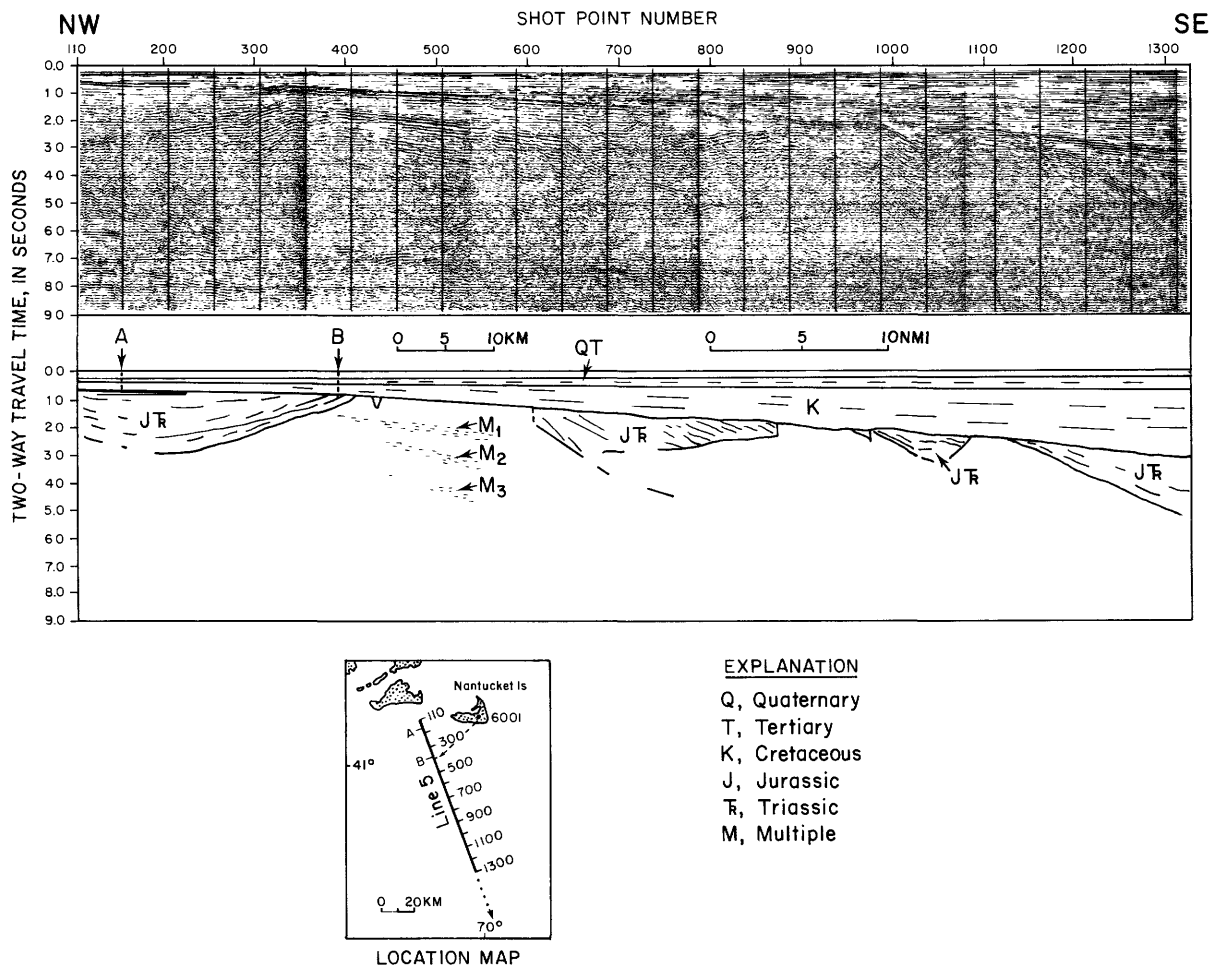 NW SHOT POINT NUMBER SE
110 200 300 400 500 600 700 800 900 1000 1100 1200 1300
TWO-WAY TRAVEL TIME, IN SECONDS
0.0
1.0
2.0
3.0
4.0
5.0
6.0
7.0
8.0
9.0
A B 0 5 10KM QT 0 5 10NMI
0.0
1.0
2.0
3.0
4.0
5.0
6.0
7.0
8.0
9.0
K
V
JTR
M1
JTR
M2
JTR
JTR
M3
Nantucket Is
6001
110
A
300
B
41°
500
Line 5
700
900
1100
1300
0 20KM
70°
LOCATION MAP
EXPLANATION
Q, Quaternary
T, Tertiary
K, Cretaceous
J, Jurassic
TR, Triassic
M, Multiple